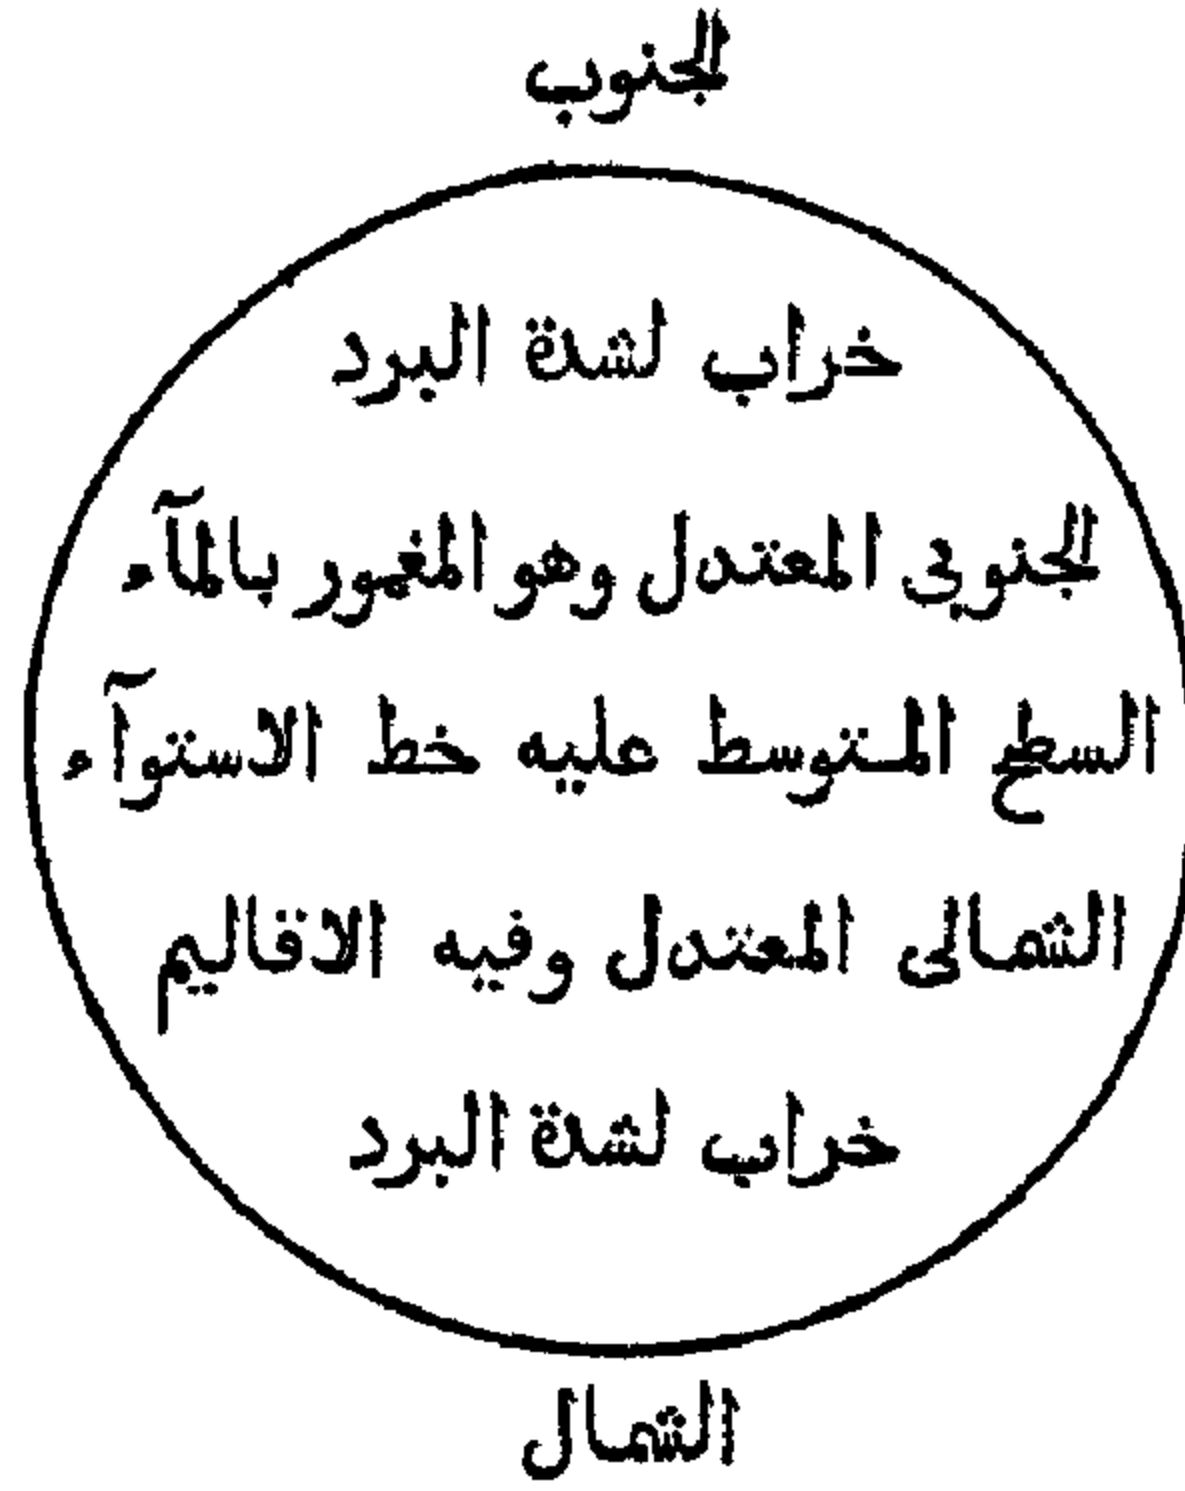 الجنوب
خراب لشدة البرد
الجنوبى المعتدل وهو المغمور بالمآء
السطح المتوسط عليه خط الاستوآء
الشمالى المعتدل وفيه الاقاليم
خراب لشدة البرد
الشمال